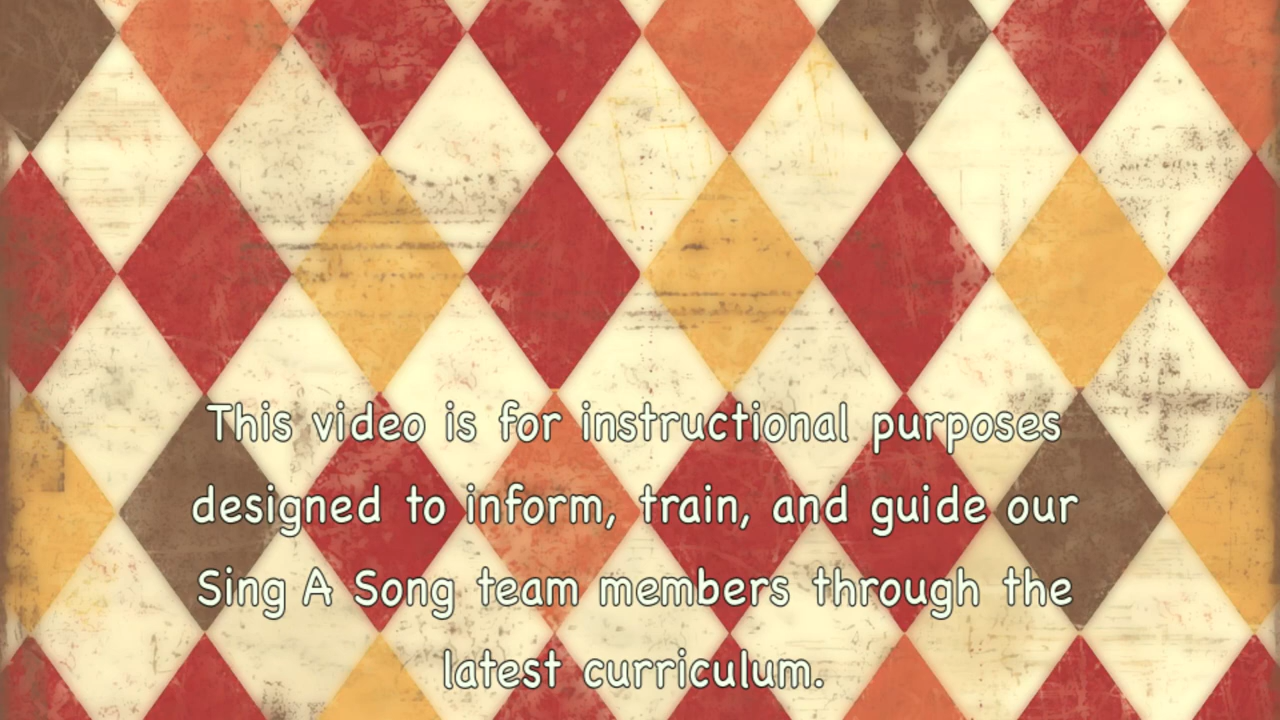 This video is for instructional purposes
designed to inform, train, and guide our
Sing A Song team members through the
latest curriculum.